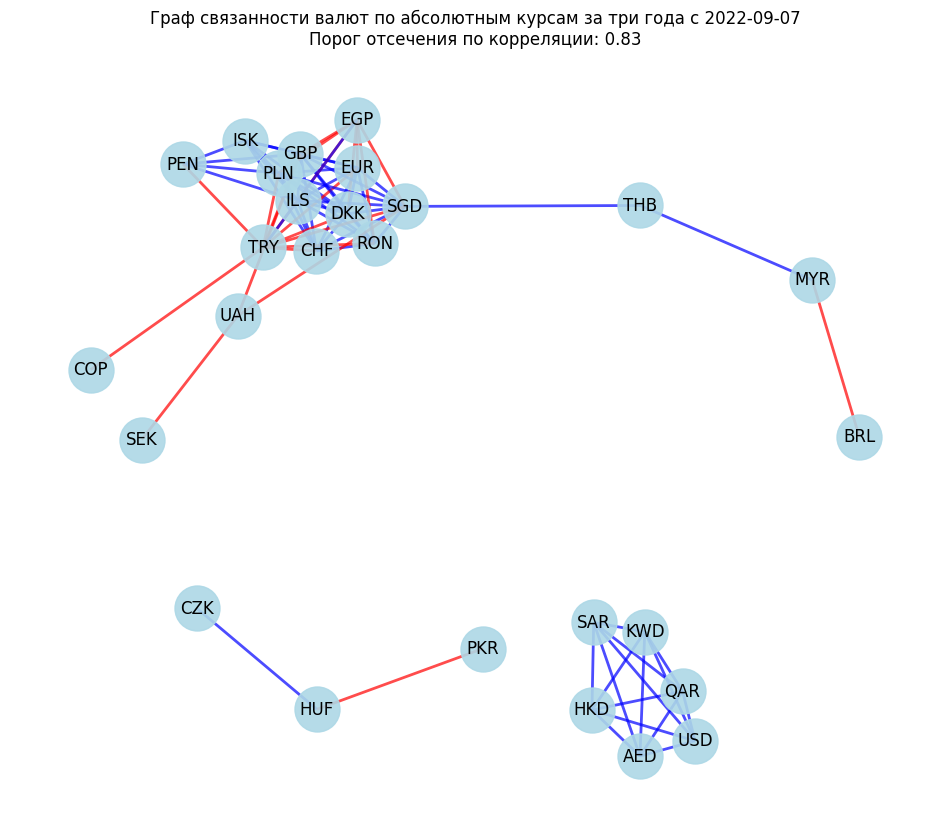 Граф связанности валют по абсолютным курсам за три года с 2022-09-07
Порог отсечения по корреляции: 0.83
EGP
ISK
GBP
PEN
EUR
PLN
ILS
DKK
SGD
THB
TRY
CHF
RON
MYR
UAH
COP
SEK
BRL
CZK
SAR
KWD
PKR
QAR
HUF
HKD
USD
AED